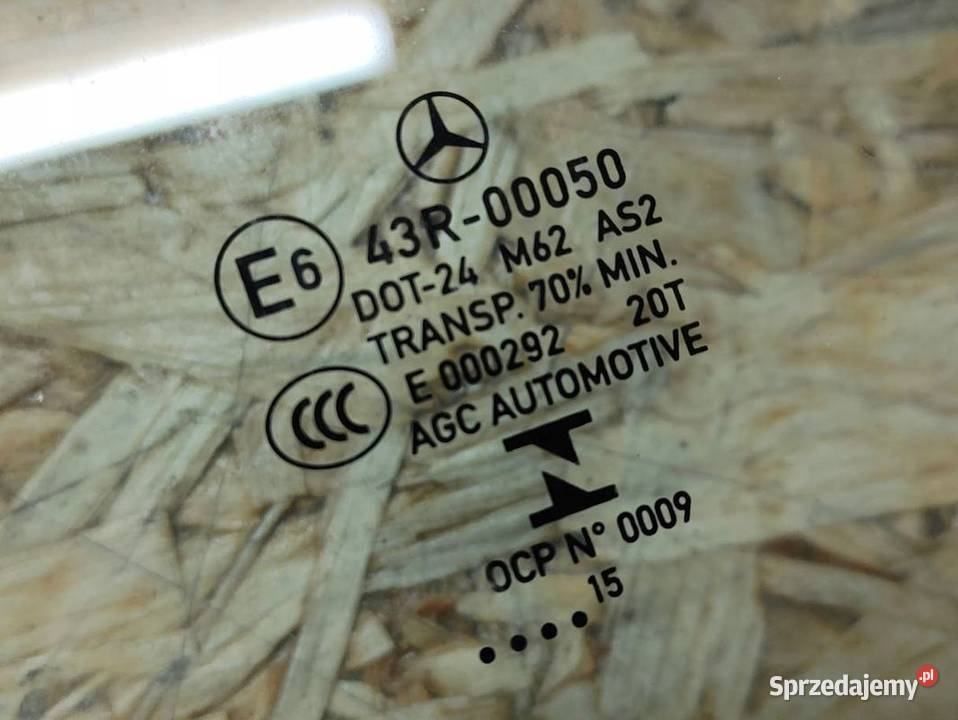 43R-00050
E6
DOT-24 M62 AS2
TRANSP. 70% MIN.
E 000292 20T
CCC
AGC AUTOMOTIVE
OCP N° 0009
....15
Sprzedajemy.pl